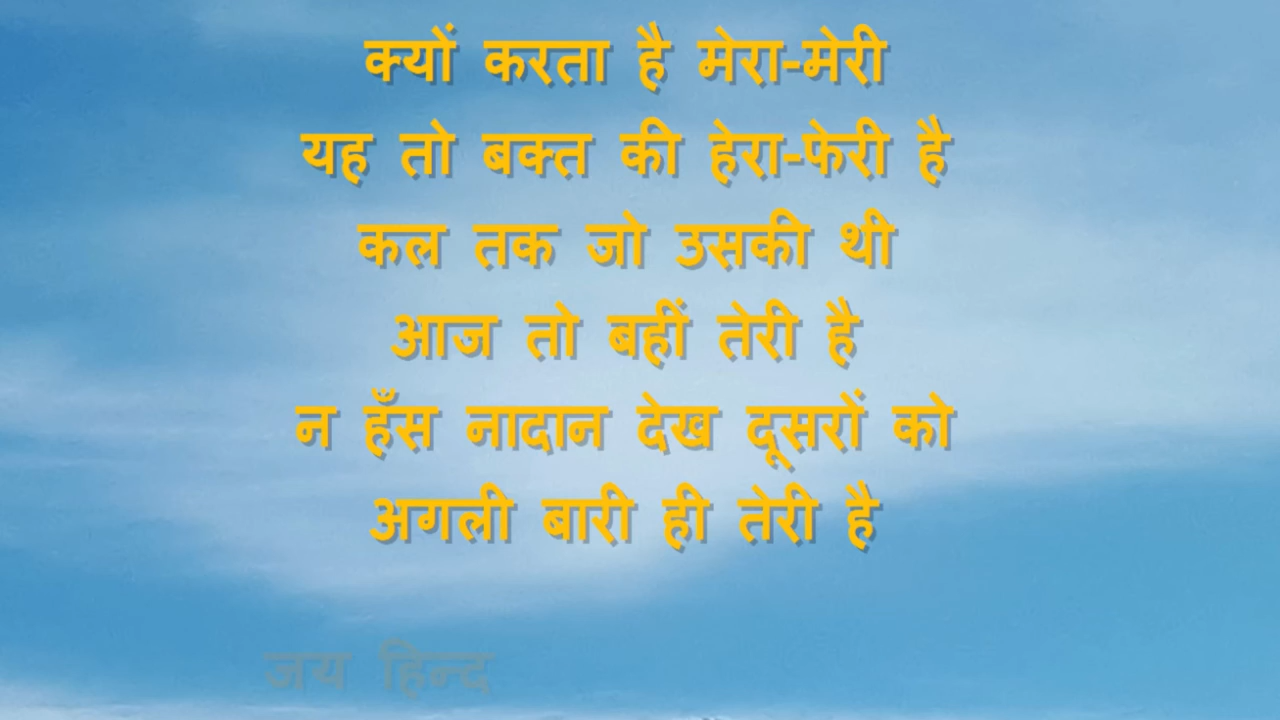 क्यों करता है मेरा-मेरी
यह तो बक्त की हेरा-फेरी है
कल तक जो उसकी थी
आज तो बहीं तेरी है
न हँस नादान देख दूसरों को
अगली बारी ही तेरी है
जय हिन्द